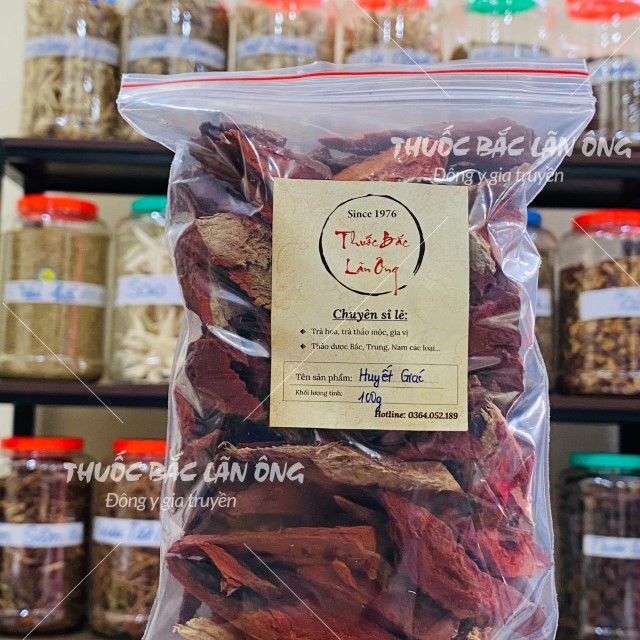 THUỐC BẮC LÃN ÔNG
Đông y gia truyền
Since 1976
Thuốc Bắc
Lãn Ông
Chuyên sỉ lẻ:
Trà hoa, trà thảo mộc, gia vị
Thảo dược Bắc, Trung, Nam các loại...
Tên sản phẩm: Huyết Giác
Khối lượng tịnh: 100g
Hotline: 0364.052.189
THUỐC BẮC LÃN ÔNG
Đông y gia truyền